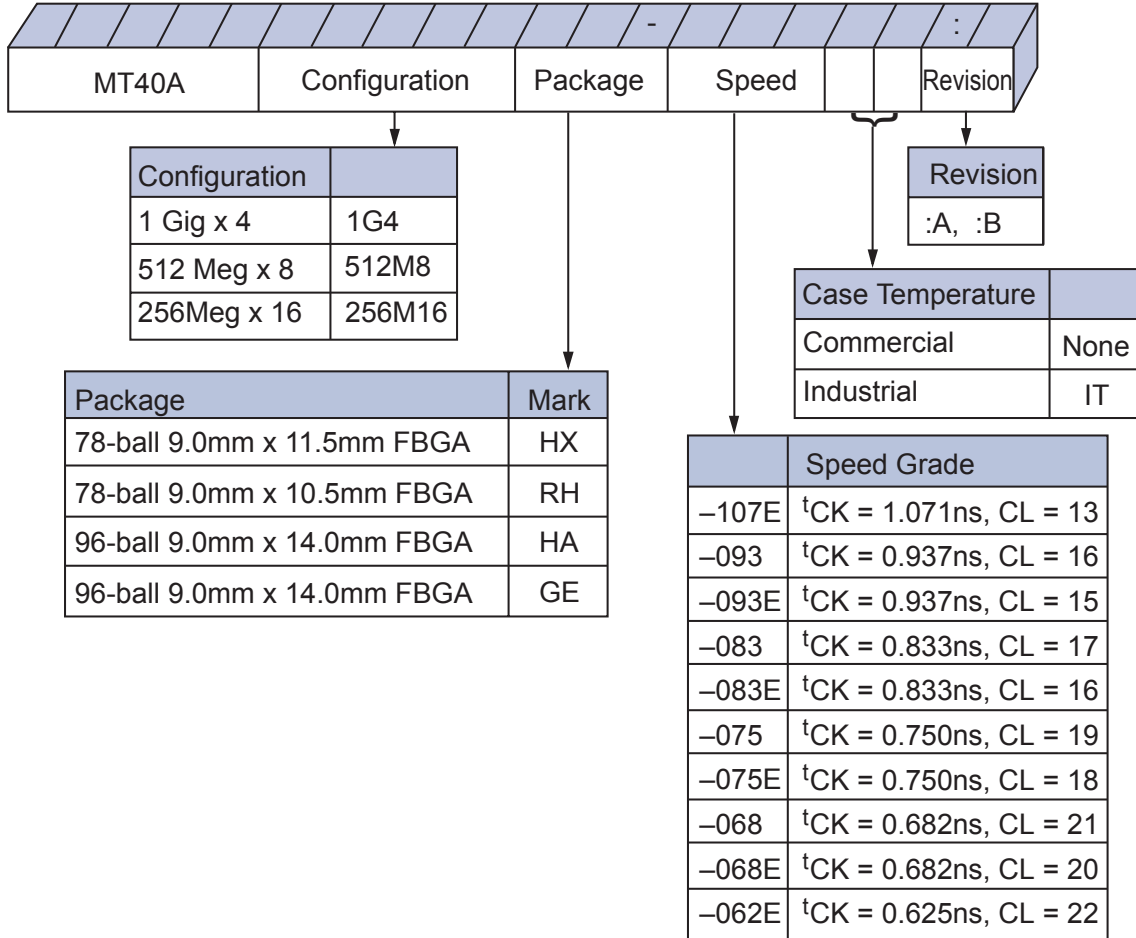 - :
MT40A Configuration Package Speed Revision
Configuration
1 Gig x 4 1G4
512 Meg x 8 512M8
256Meg x 16 256M16
Revision
:A, :B
Case Temperature
Commercial None
Industrial IT
Package Mark
78-ball 9.0mm x 11.5mm FBGA HX
78-ball 9.0mm x 10.5mm FBGA RH
96-ball 9.0mm x 14.0mm FBGA HA
96-ball 9.0mm x 14.0mm FBGA GE
Speed Grade
–107E tCK = 1.071ns, CL = 13
–093 tCK = 0.937ns, CL = 16
–093E tCK = 0.937ns, CL = 15
–083 tCK = 0.833ns, CL = 17
–083E tCK = 0.833ns, CL = 16
–075 tCK = 0.750ns, CL = 19
–075E tCK = 0.750ns, CL = 18
–068 tCK = 0.682ns, CL = 21
–068E tCK = 0.682ns, CL = 20
–062E tCK = 0.625ns, CL = 22